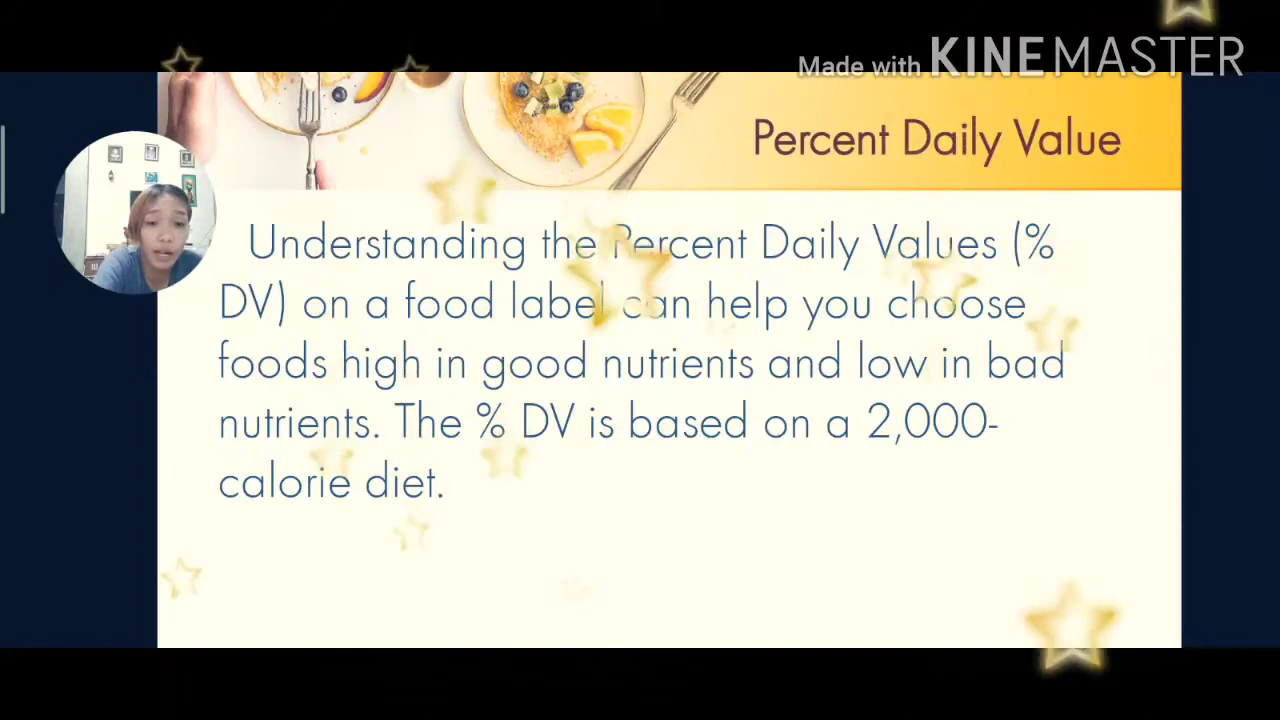 Made with KINEMASTER
Percent Daily Value
Understanding the Percent Daily Values (%
DV) on a food label can help you choose
foods high in good nutrients and low in bad
nutrients. The % DV is based on a 2,000-
calorie diet.